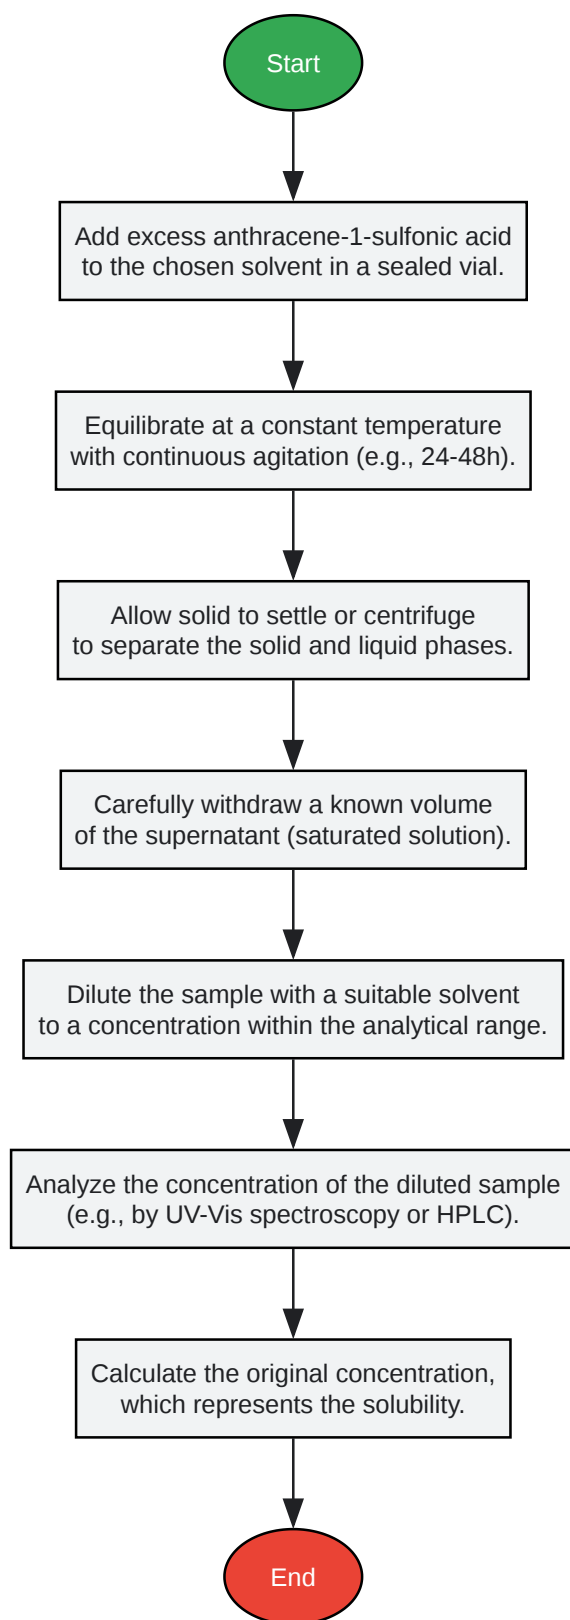 Start
Add excess anthracene-1-sulfonic acid
to the chosen solvent in a sealed vial.
Equilibrate at a constant temperature
with continuous agitation (e.g., 24-48h).
Allow solid to settle or centrifuge
to separate the solid and liquid phases.
Carefully withdraw a known volume
of the supernatant (saturated solution).
Dilute the sample with a suitable solvent
to a concentration within the analytical range.
Analyze the concentration of the diluted sample
(e.g., by UV-Vis spectroscopy or HPLC).
Calculate the original concentration,
which represents the solubility.
End